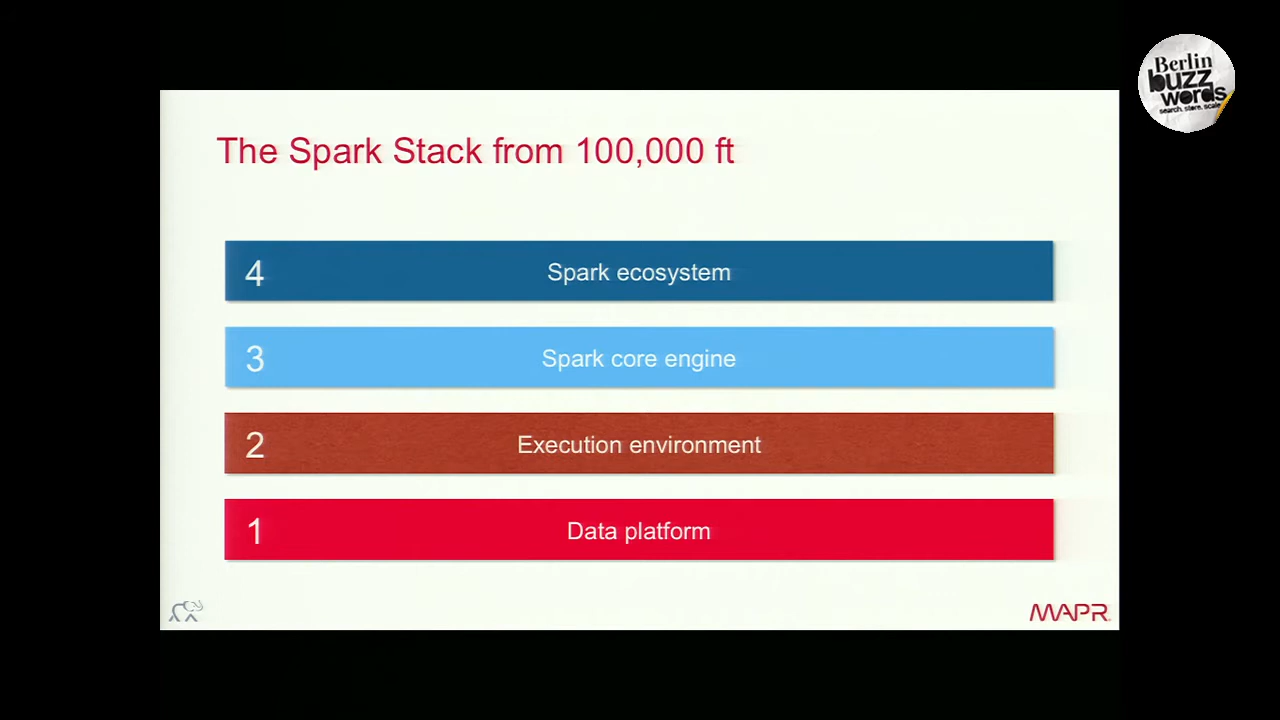 Berlin
buzz
words
search. store. scale.
The Spark Stack from 100,000 ft
4 Spark ecosystem
3 Spark core engine
2 Execution environment
1 Data platform
MAPR